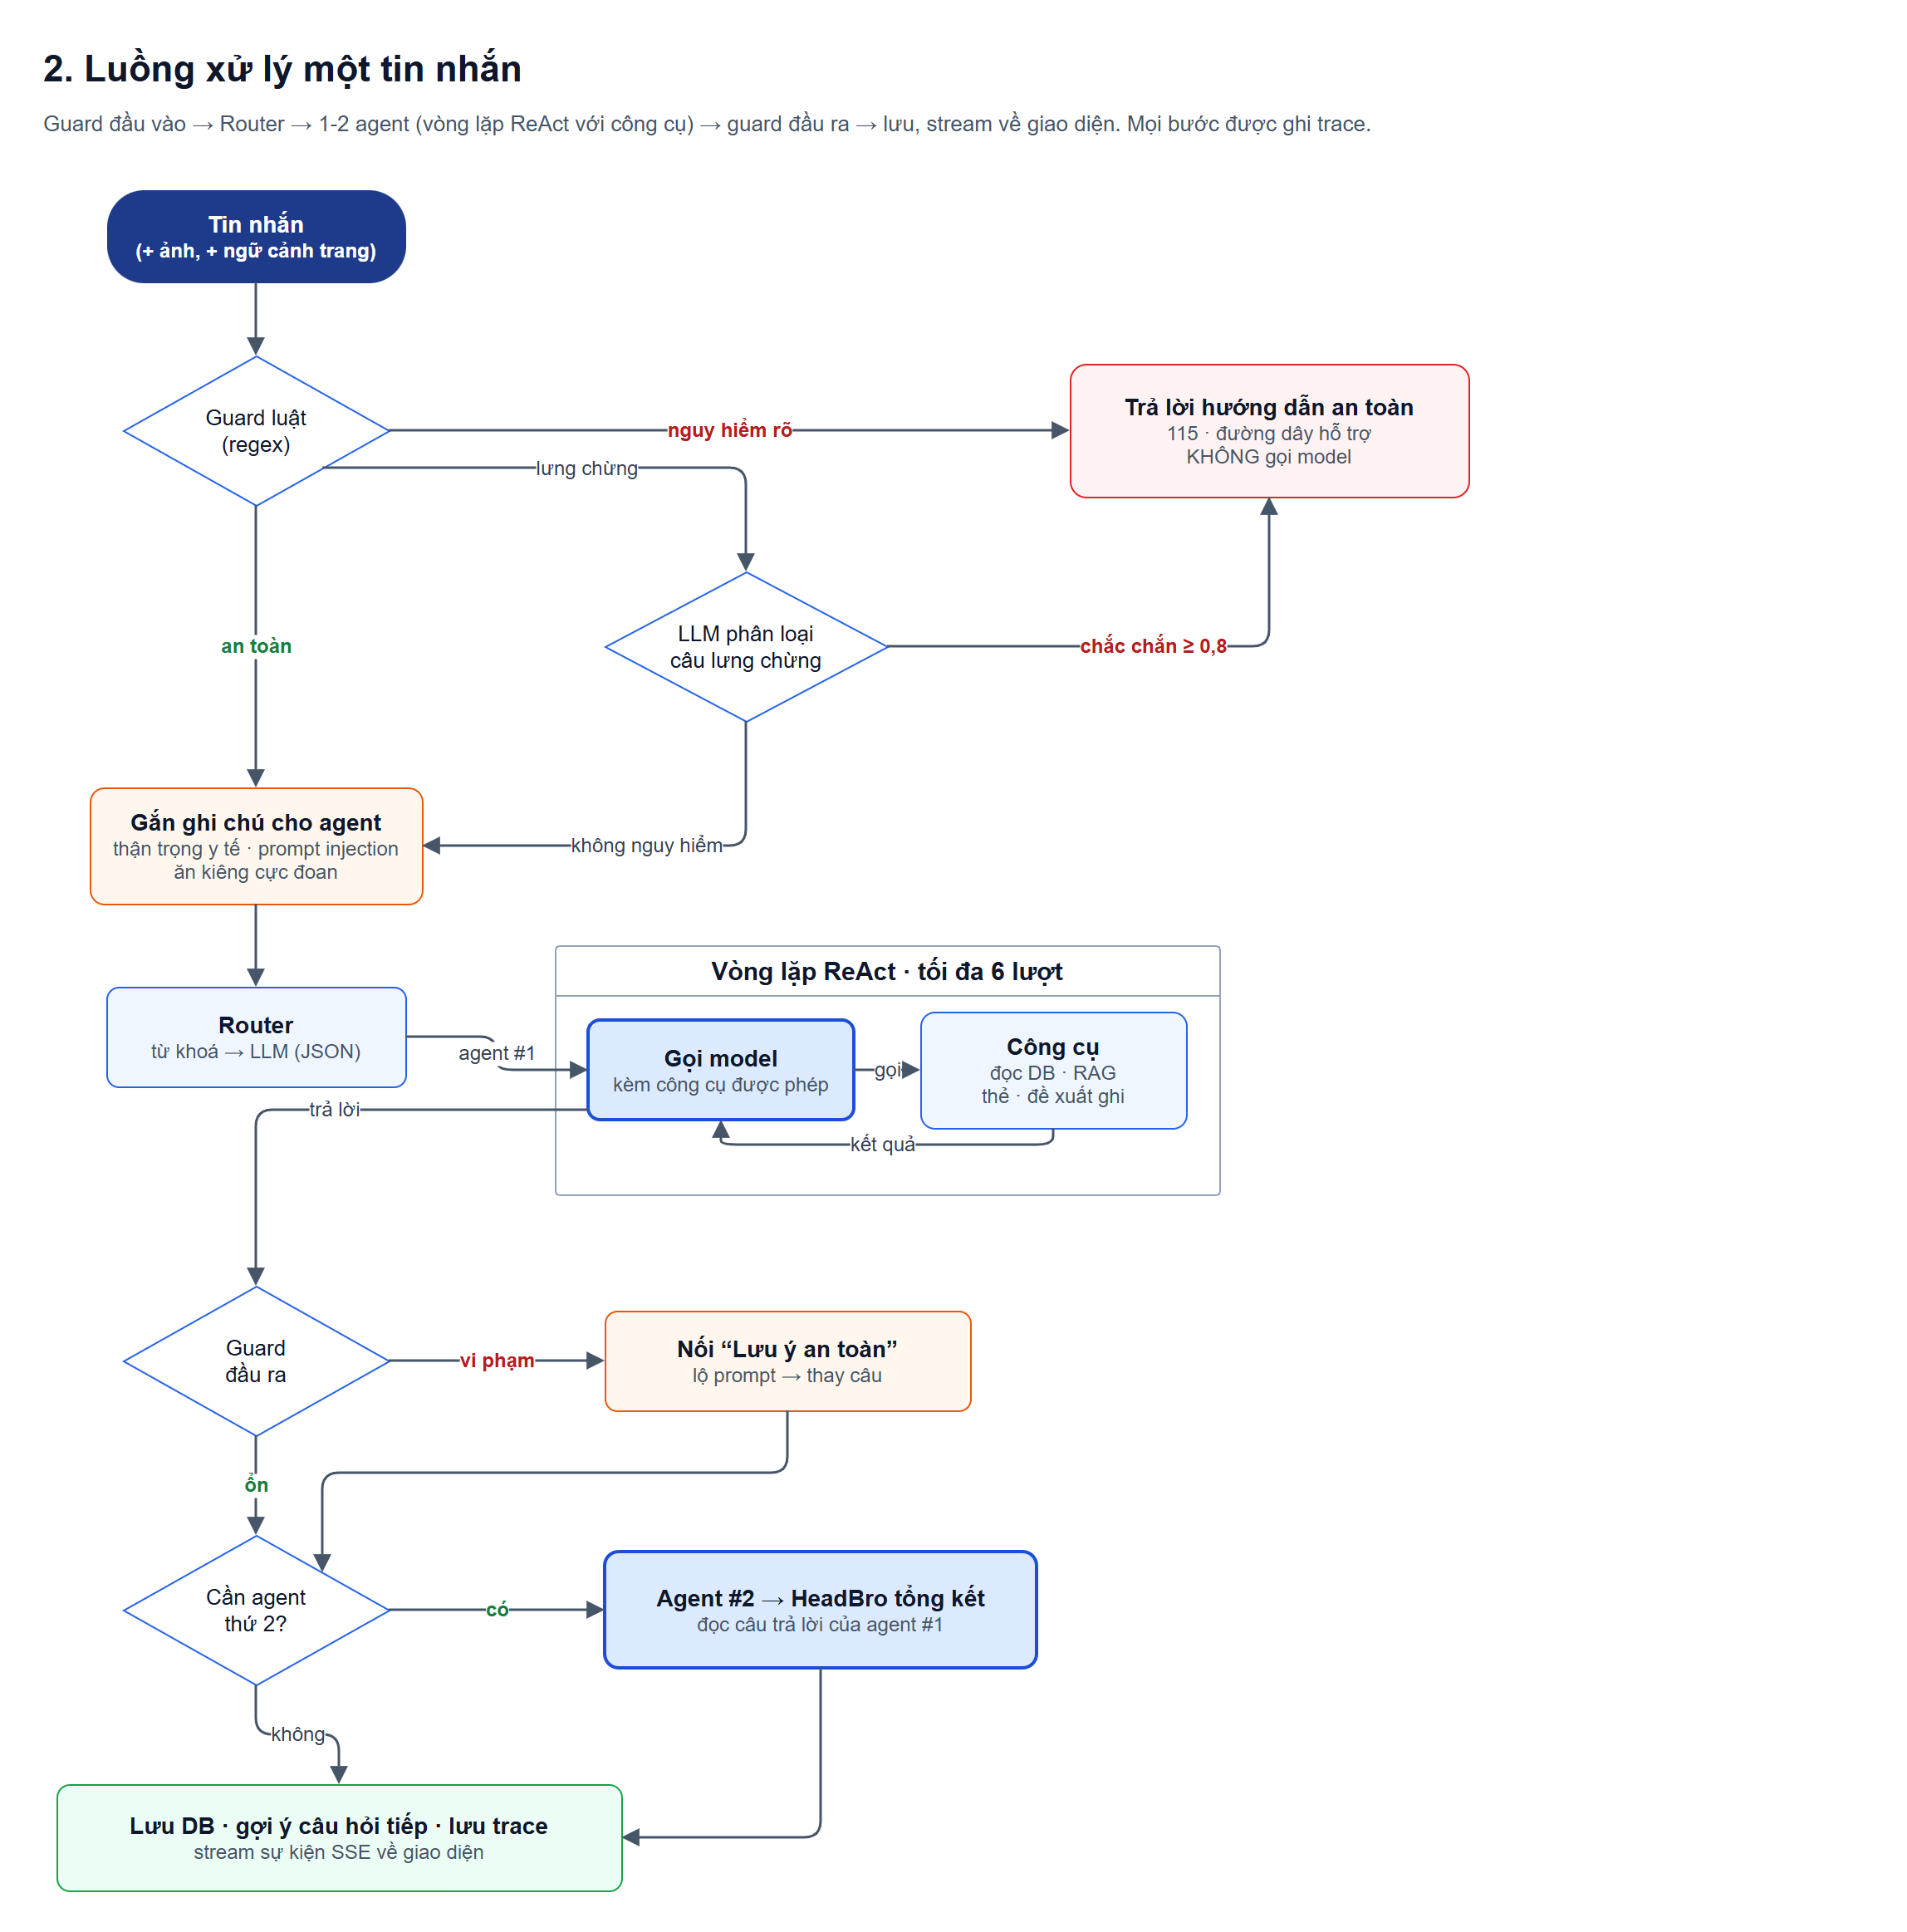 2. Luồng xử lý một tin nhắn
Guard đầu vào → Router → 1-2 agent (vòng lặp ReAct với công cụ) → guard đầu ra → lưu, stream về giao diện. Mọi bước được ghi trace.
Tin nhắn
(+ ảnh, + ngữ cảnh trang)
Guard luật
(regex)
nguy hiểm rõ
Trả lời hướng dẫn an toàn
115 · đường dây hỗ trợ
KHÔNG gọi model
lưng chừng
an toàn
LLM phân loại
câu lưng chừng
chắc chắn ≥ 0,8
Gắn ghi chú cho agent
thận trọng y tế · prompt injection
ăn kiêng cực đoan
không nguy hiểm
Vòng lặp ReAct · tối đa 6 lượt
Router
từ khoá → LLM (JSON)
agent #1
Gọi model
kèm công cụ được phép
gọi
Công cụ
đọc DB · RAG
thẻ · đề xuất ghi
trả lời
kết quả
Guard
đầu ra
vi phạm
Nối “Lưu ý an toàn”
lộ prompt → thay câu
ổn
Cần agent
thứ 2?
có
Agent #2 → HeadBro tổng kết
đọc câu trả lời của agent #1
không
Lưu DB · gợi ý câu hỏi tiếp · lưu trace
stream sự kiện SSE về giao diện